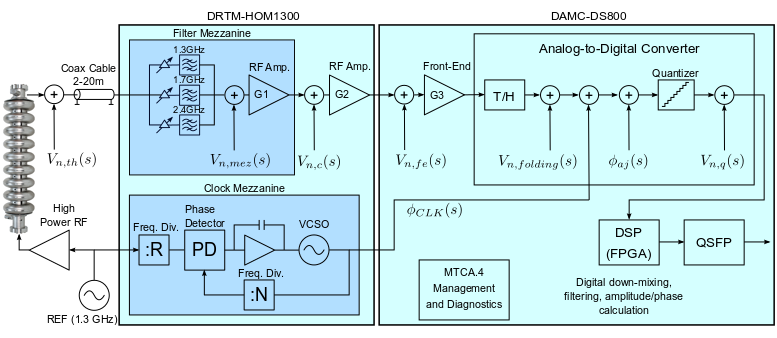 DRTM-HOM1300
DAMC-DS800
Filter Mezzanine
1.3GHz
1.7GHz
2.4GHz
Coax Cable
2-20m
RF Amp.
G1
RF Amp.
G2
Front-End
G3
Analog-to-Digital Converter
T/H
Quantizer
V_{n,th}(s)
V_{n,mez}(s)
V_{n,c}(s)
V_{n,fe}(s)
V_{n,folding}(s)
ϕ_{aj}(s)
V_{n,q}(s)
Clock Mezzanine
High
Power RF
Freq. Div.
:R
Phase
Detector
PD
VCSO
Freq. Div.
:N
ϕ_{CLK}(s)
REF (1.3 GHz)
MTCA.4
Management
and Diagnostics
DSP
(FPGA)
QSFP
Digital down-mixing,
filtering, amplitude/phase
calculation